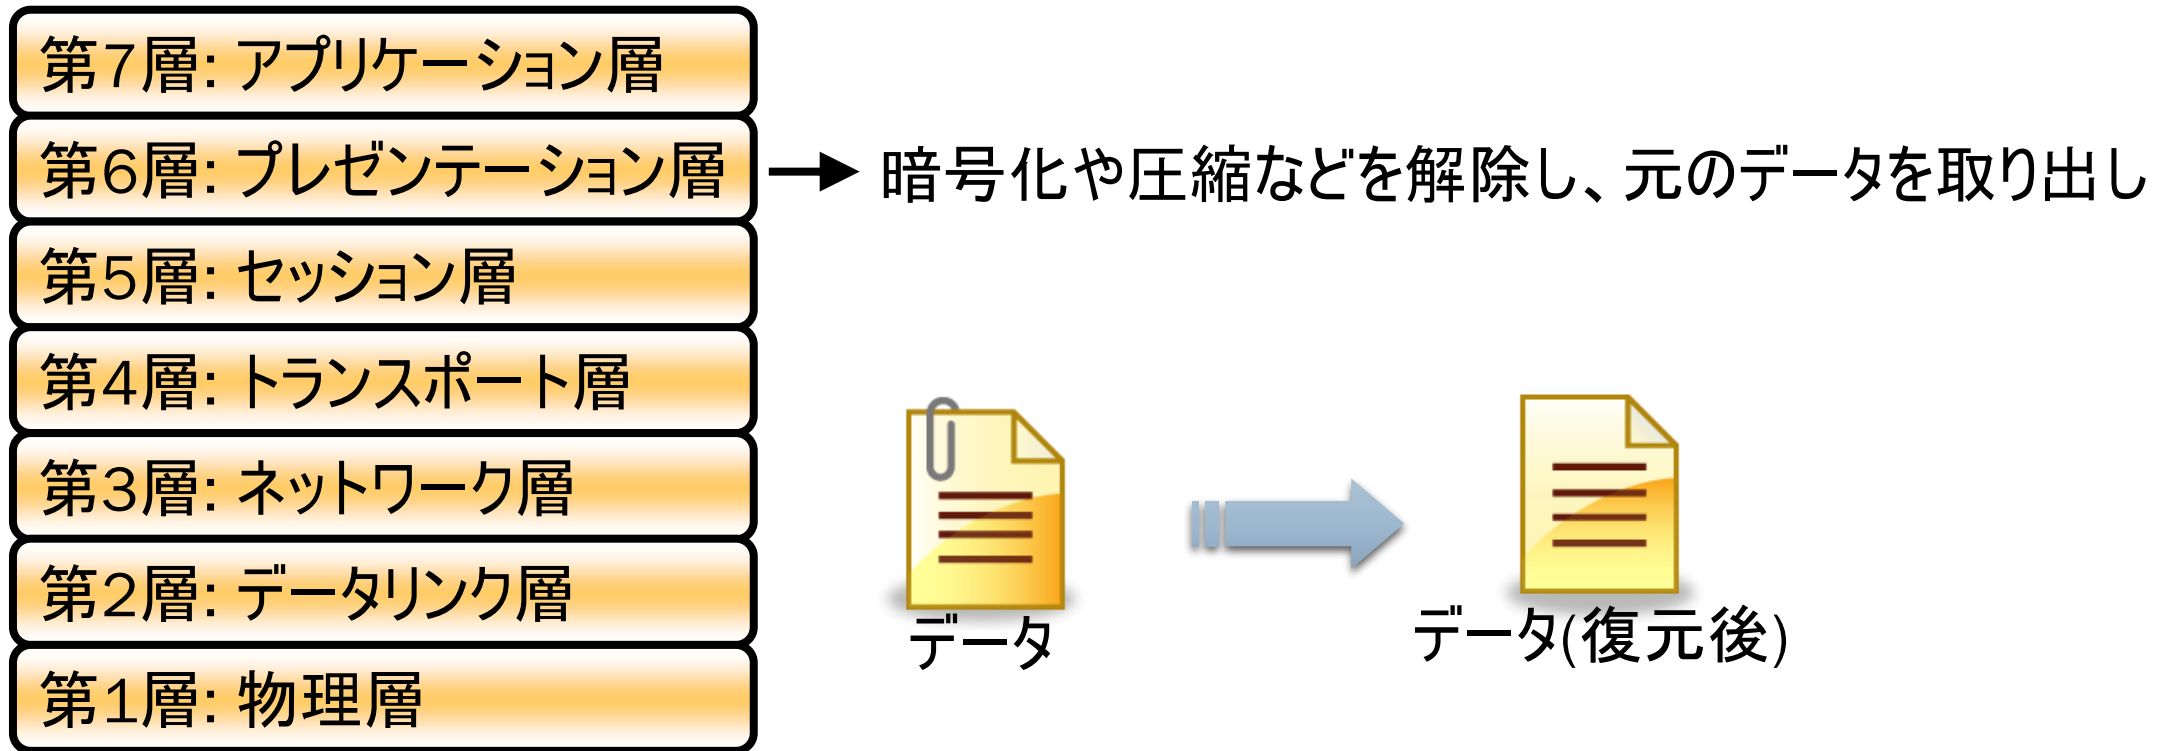 第7層: アプリケーション層
第6層: プレゼンテーション層
暗号化や圧縮などを解除し、元のデータを取り出し
第5層: セッション層
第4層: トランスポート層
第3層: ネットワーク層
第2層: データリンク層
第1層: 物理層
データ
データ(復元後)